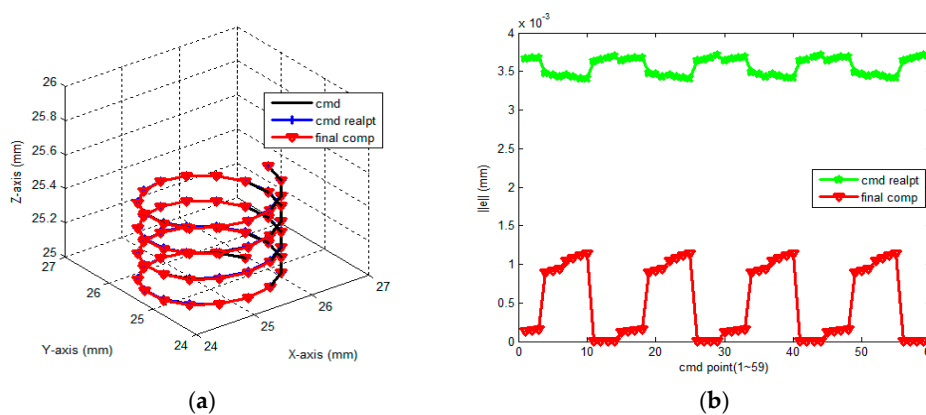 26
25.8
25.6
25.4
25.2
25
Z-axis (mm)
27
26
25
24
Y-axis (mm)
24
25
26
27
X-axis (mm)
cmd
cmd realpt
final comp
(a)
x 10⁻³
4
3.5
3
2.5
2
1.5
1
0.5
0
||e|| (mm)
cmd realpt
final comp
0 10 20 30 40 50
cmd point(1~59)
(b)